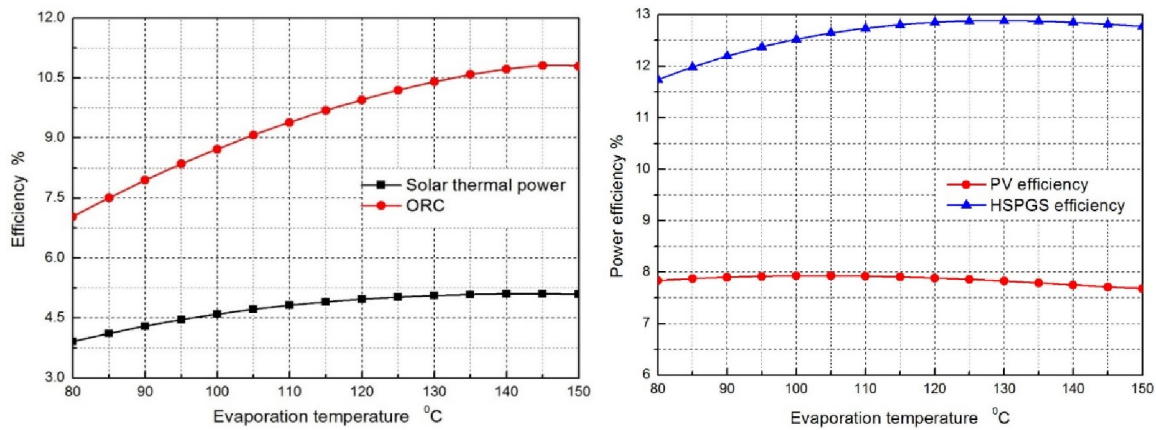 12.0
10.5
9.0
7.5
6.0
4.5
3.0
Efficiency %
Solar thermal power
ORC
80 90 100 110 120 130 140 150
Evaporation temperature ⁰C
13
12
11
10
9
8
7
6
Power efficiency %
PV efficiency
HSPGS efficiency
80 90 100 110 120 130 140 150
Evaporation temperature ⁰C